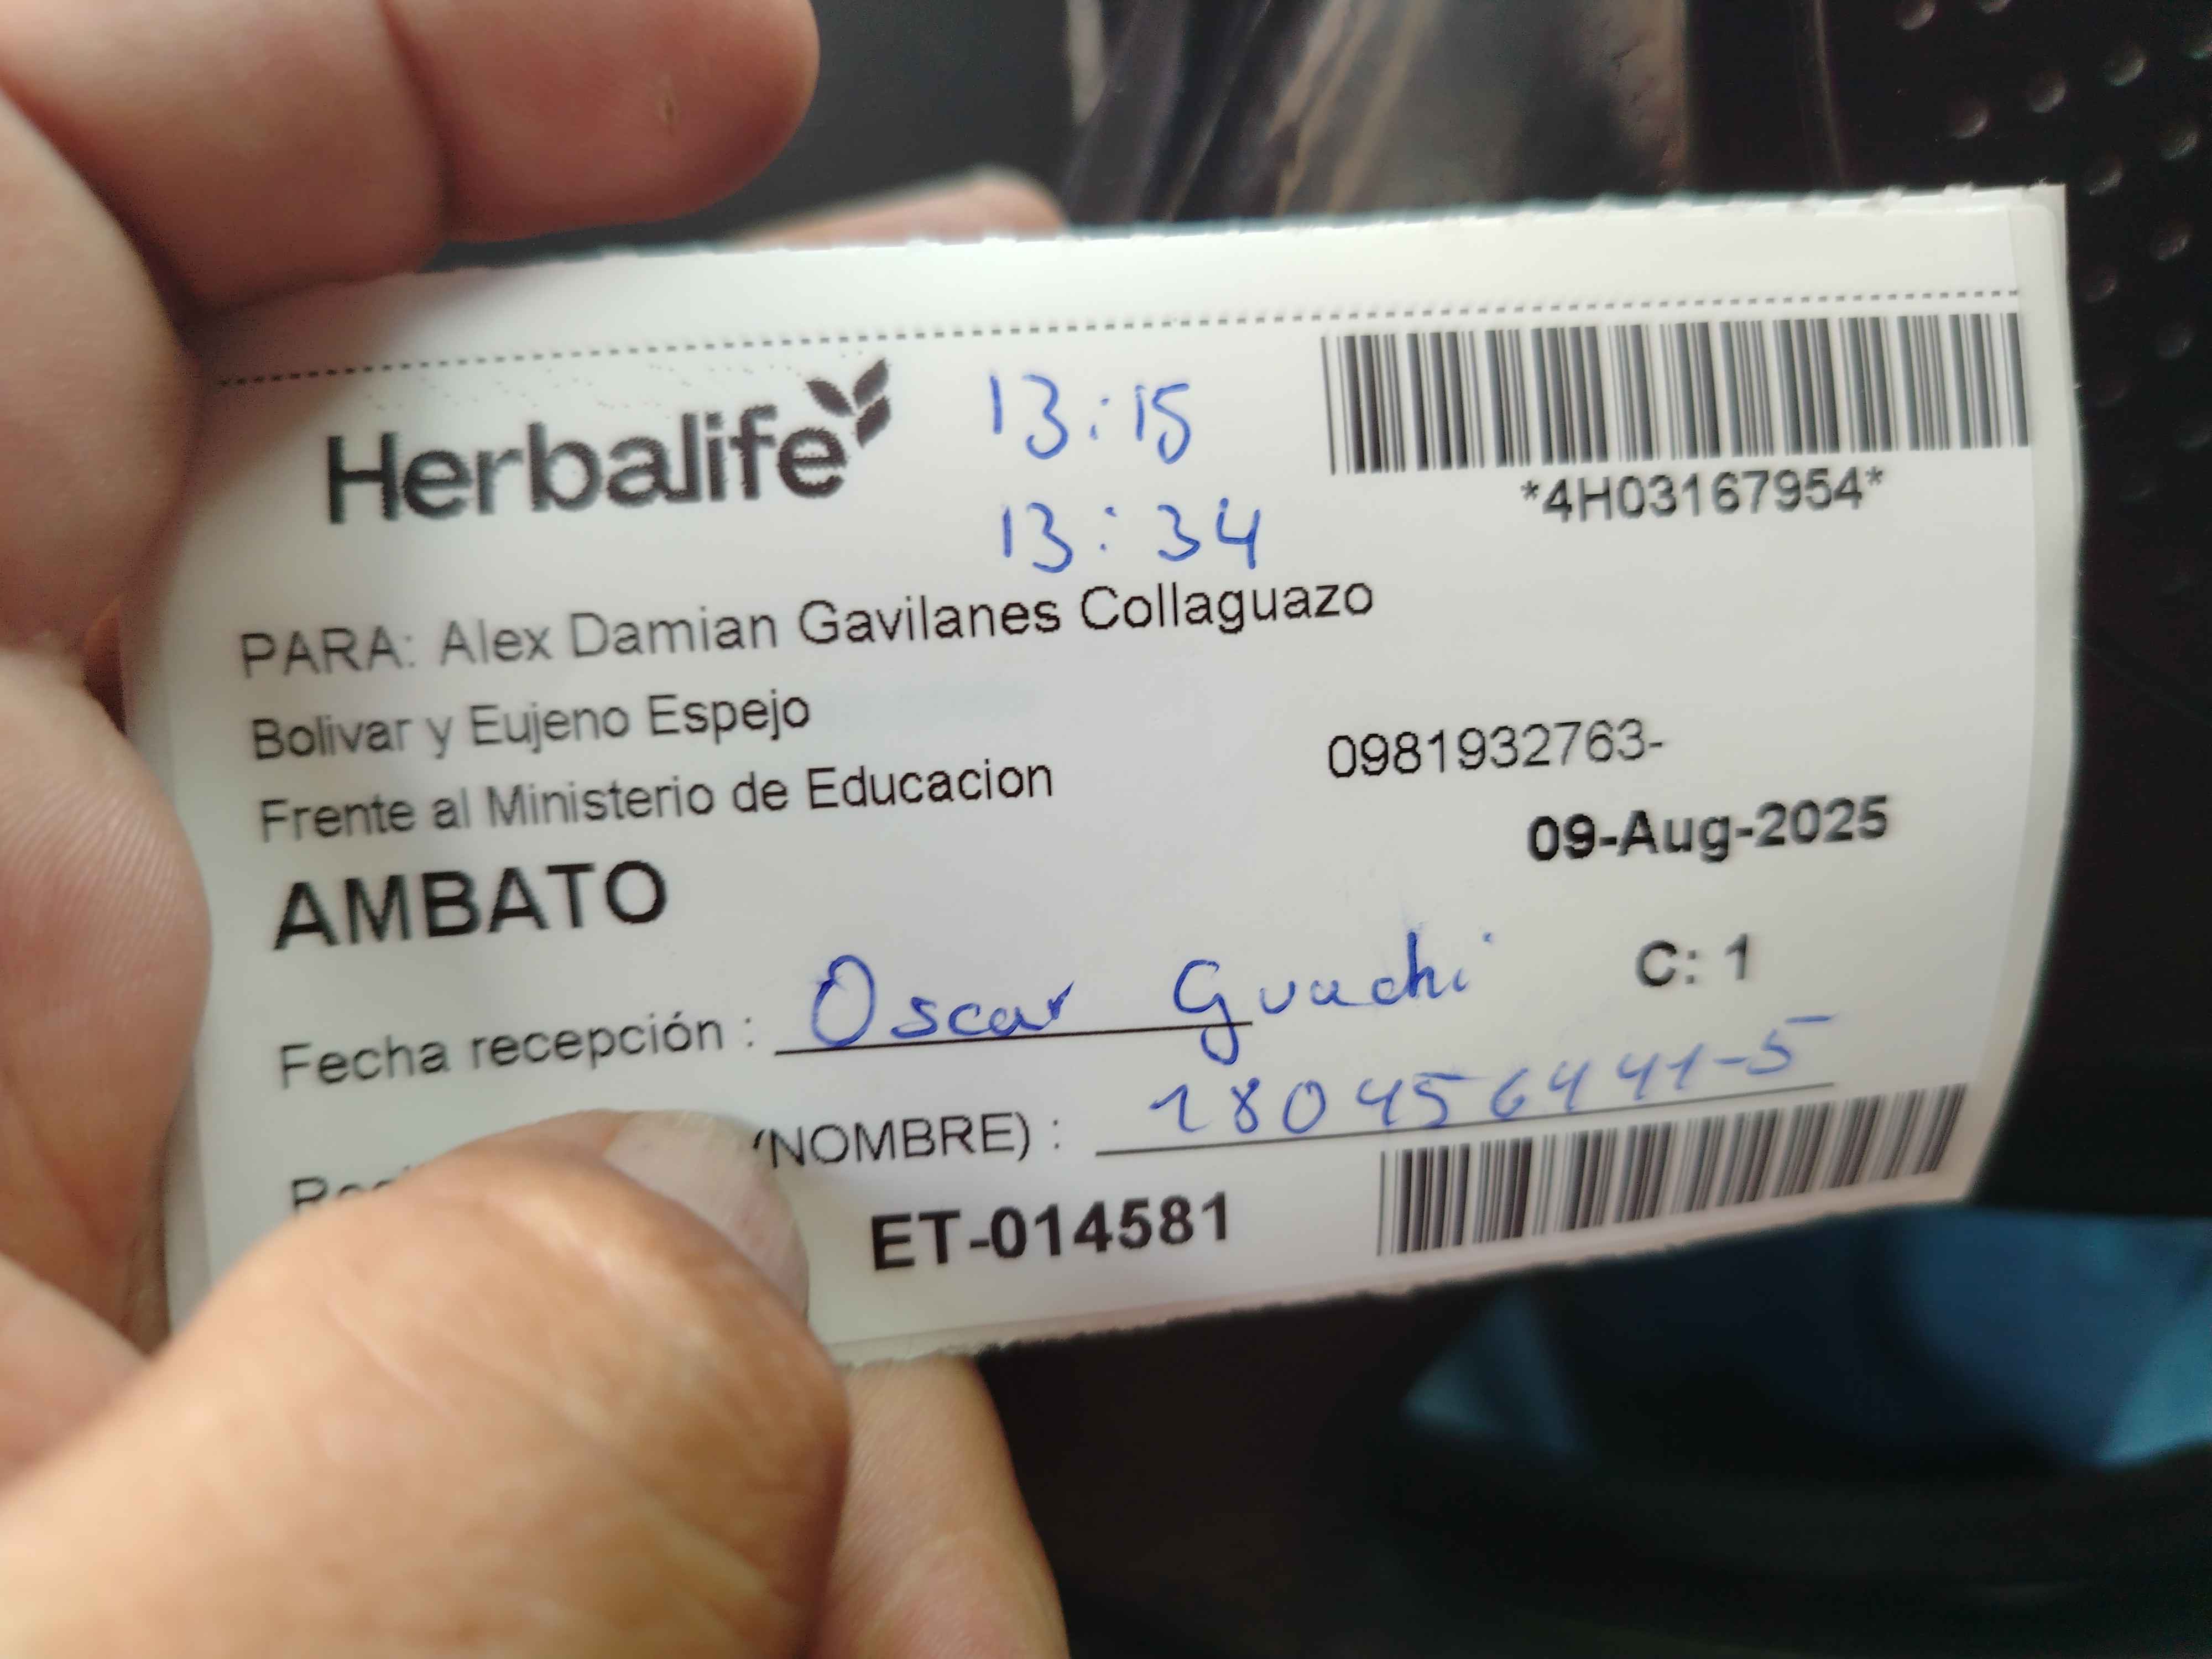 Herbalife
13:15
13:34
*4H03167954*
PARA: Alex Damian Gavilanes Collaguazo
Bolivar y Eujeno Espejo
0981932763-
Frente al Ministerio de Educacion
09-Aug-2025
AMBATO
C: 1
Fecha recepción : Oscar Guachi
(NOMBRE) : 180456441-5
ET-014581